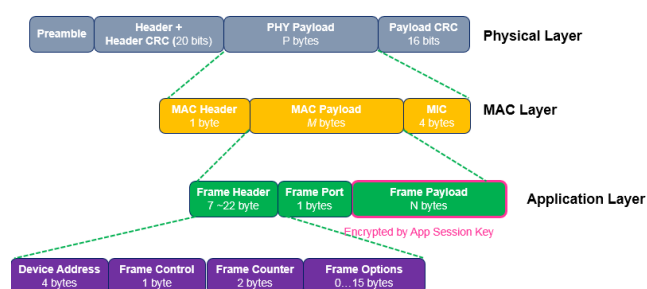 Preamble
Header +
Header CRC (20 bits)
PHY Payload
P bytes
Payload CRC
16 bits
Physical Layer
MAC Header
1 byte
MAC Payload
M bytes
MIC
4 bytes
MAC Layer
Frame Header
7 ~22 byte
Frame Port
1 bytes
Frame Payload
N bytes
Application Layer
Encrypted by App Session Key
Device Address
4 bytes
Frame Control
1 byte
Frame Counter
2 bytes
Frame Options
0...15 bytes